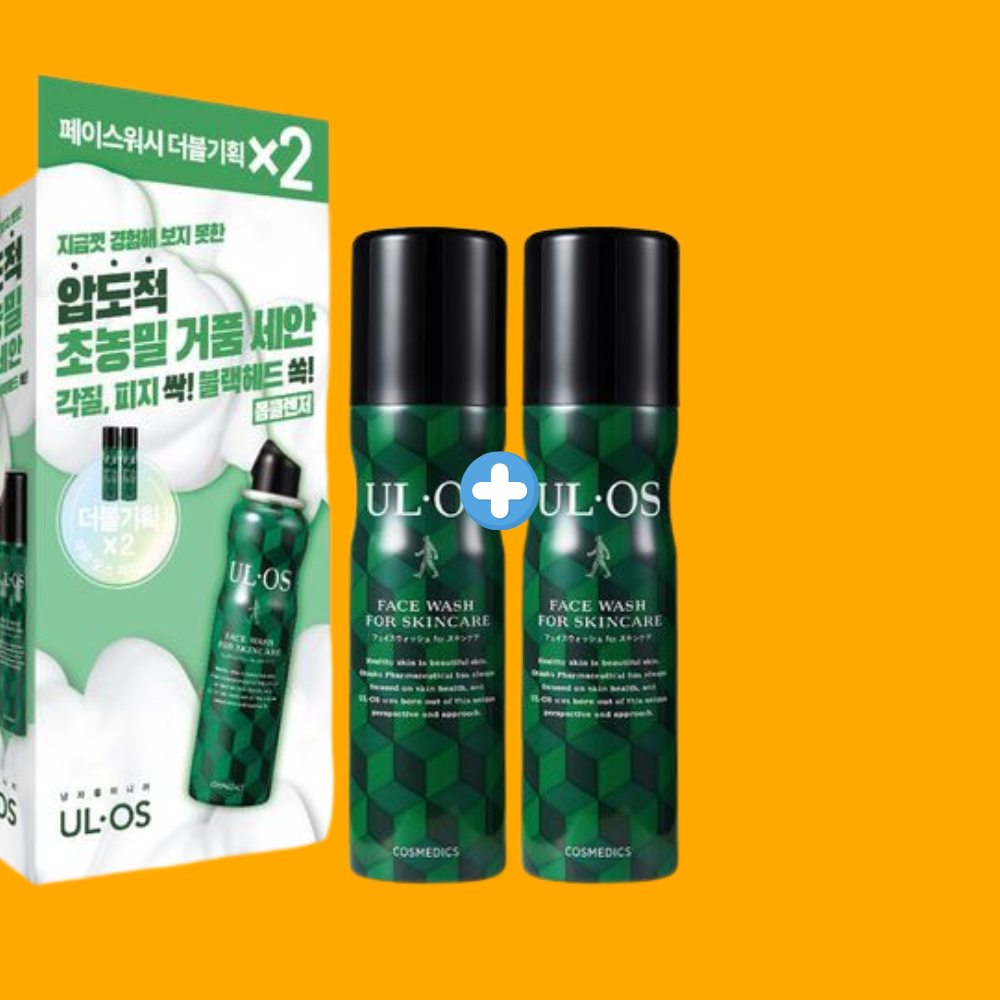 페이스워시 더블기획 x2
지금껏 경험해 보지 못한
압도적
초농밀 거품 세안
각질, 피지 싹! 블랙헤드 쏙!
폼클렌저
더블기획
x2
UL·OS
FACE WASH
FOR SKINCARE
UL·OS
UL·O
FACE WASH
FOR SKINCARE
フェイスウォッシュ for スキンケア
Healthy skin is beautiful skin.
Otsuka Pharmaceutical has always
focused on skin health, and
UL·OS was born out of this unique
perspective and approach.
COSMEDICS
UL·OS
FACE WASH
FOR SKINCARE
フェイスウォッシュ for スキンケア
Healthy skin is beautiful skin.
Otsuka Pharmaceutical has always
focused on skin health, and
UL·OS was born out of this unique
perspective and approach.
COSMEDICS